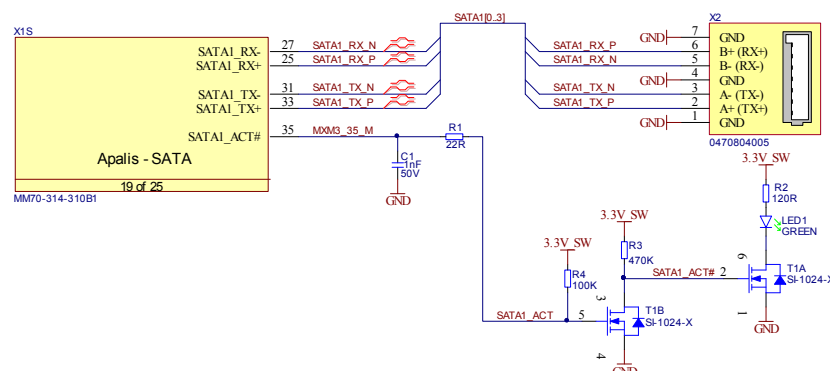 SATA1[0..3]
X1S
X2
SATA1_RX- 27 SATA1_RX_N
SATA1_RX+ 25 SATA1_RX_P
SATA1_TX- 31 SATA1_TX_N
SATA1_TX+ 33 SATA1_TX_P
SATA1_ACT# 35 MXM3_35_M
Apalis - SATA
19 of 25
MM70-314-310B1
GND 7 GND
SATA1_RX_P 6 B+ (RX+)
SATA1_RX_N 5 B- (RX-)
GND 4 GND
SATA1_TX_N 3 A- (TX-)
SATA1_TX_P 2 A+ (TX+)
GND 1 GND
0470804005
R1
22R
C1
1nF
50V
GND
3.3V_SW
R2
120R
LED1
GREEN
3.3V_SW
R3
470K
3.3V_SW
R4
100K
SATA1_ACT# 2
6
T1A
SI-1024-X
1
GND
SATA1_ACT 5
3
T1B
SI-1024-X
4
GND